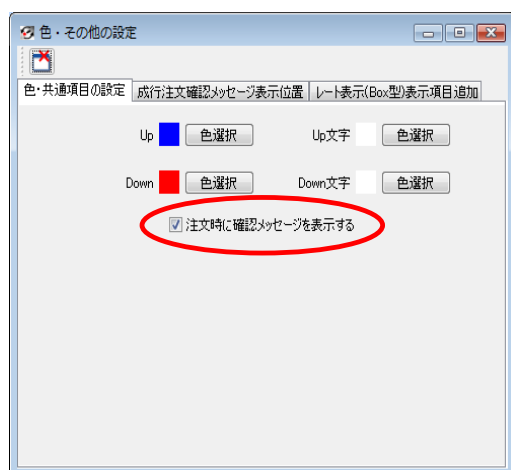 色・その他の設定
色・共通項目の設定 成行注文確認メッセージ表示位置 レート表示(Box型)表示項目追加
Up 色選択 Up文字 色選択
Down 色選択 Down文字 色選択
注文時に確認メッセージを表示する